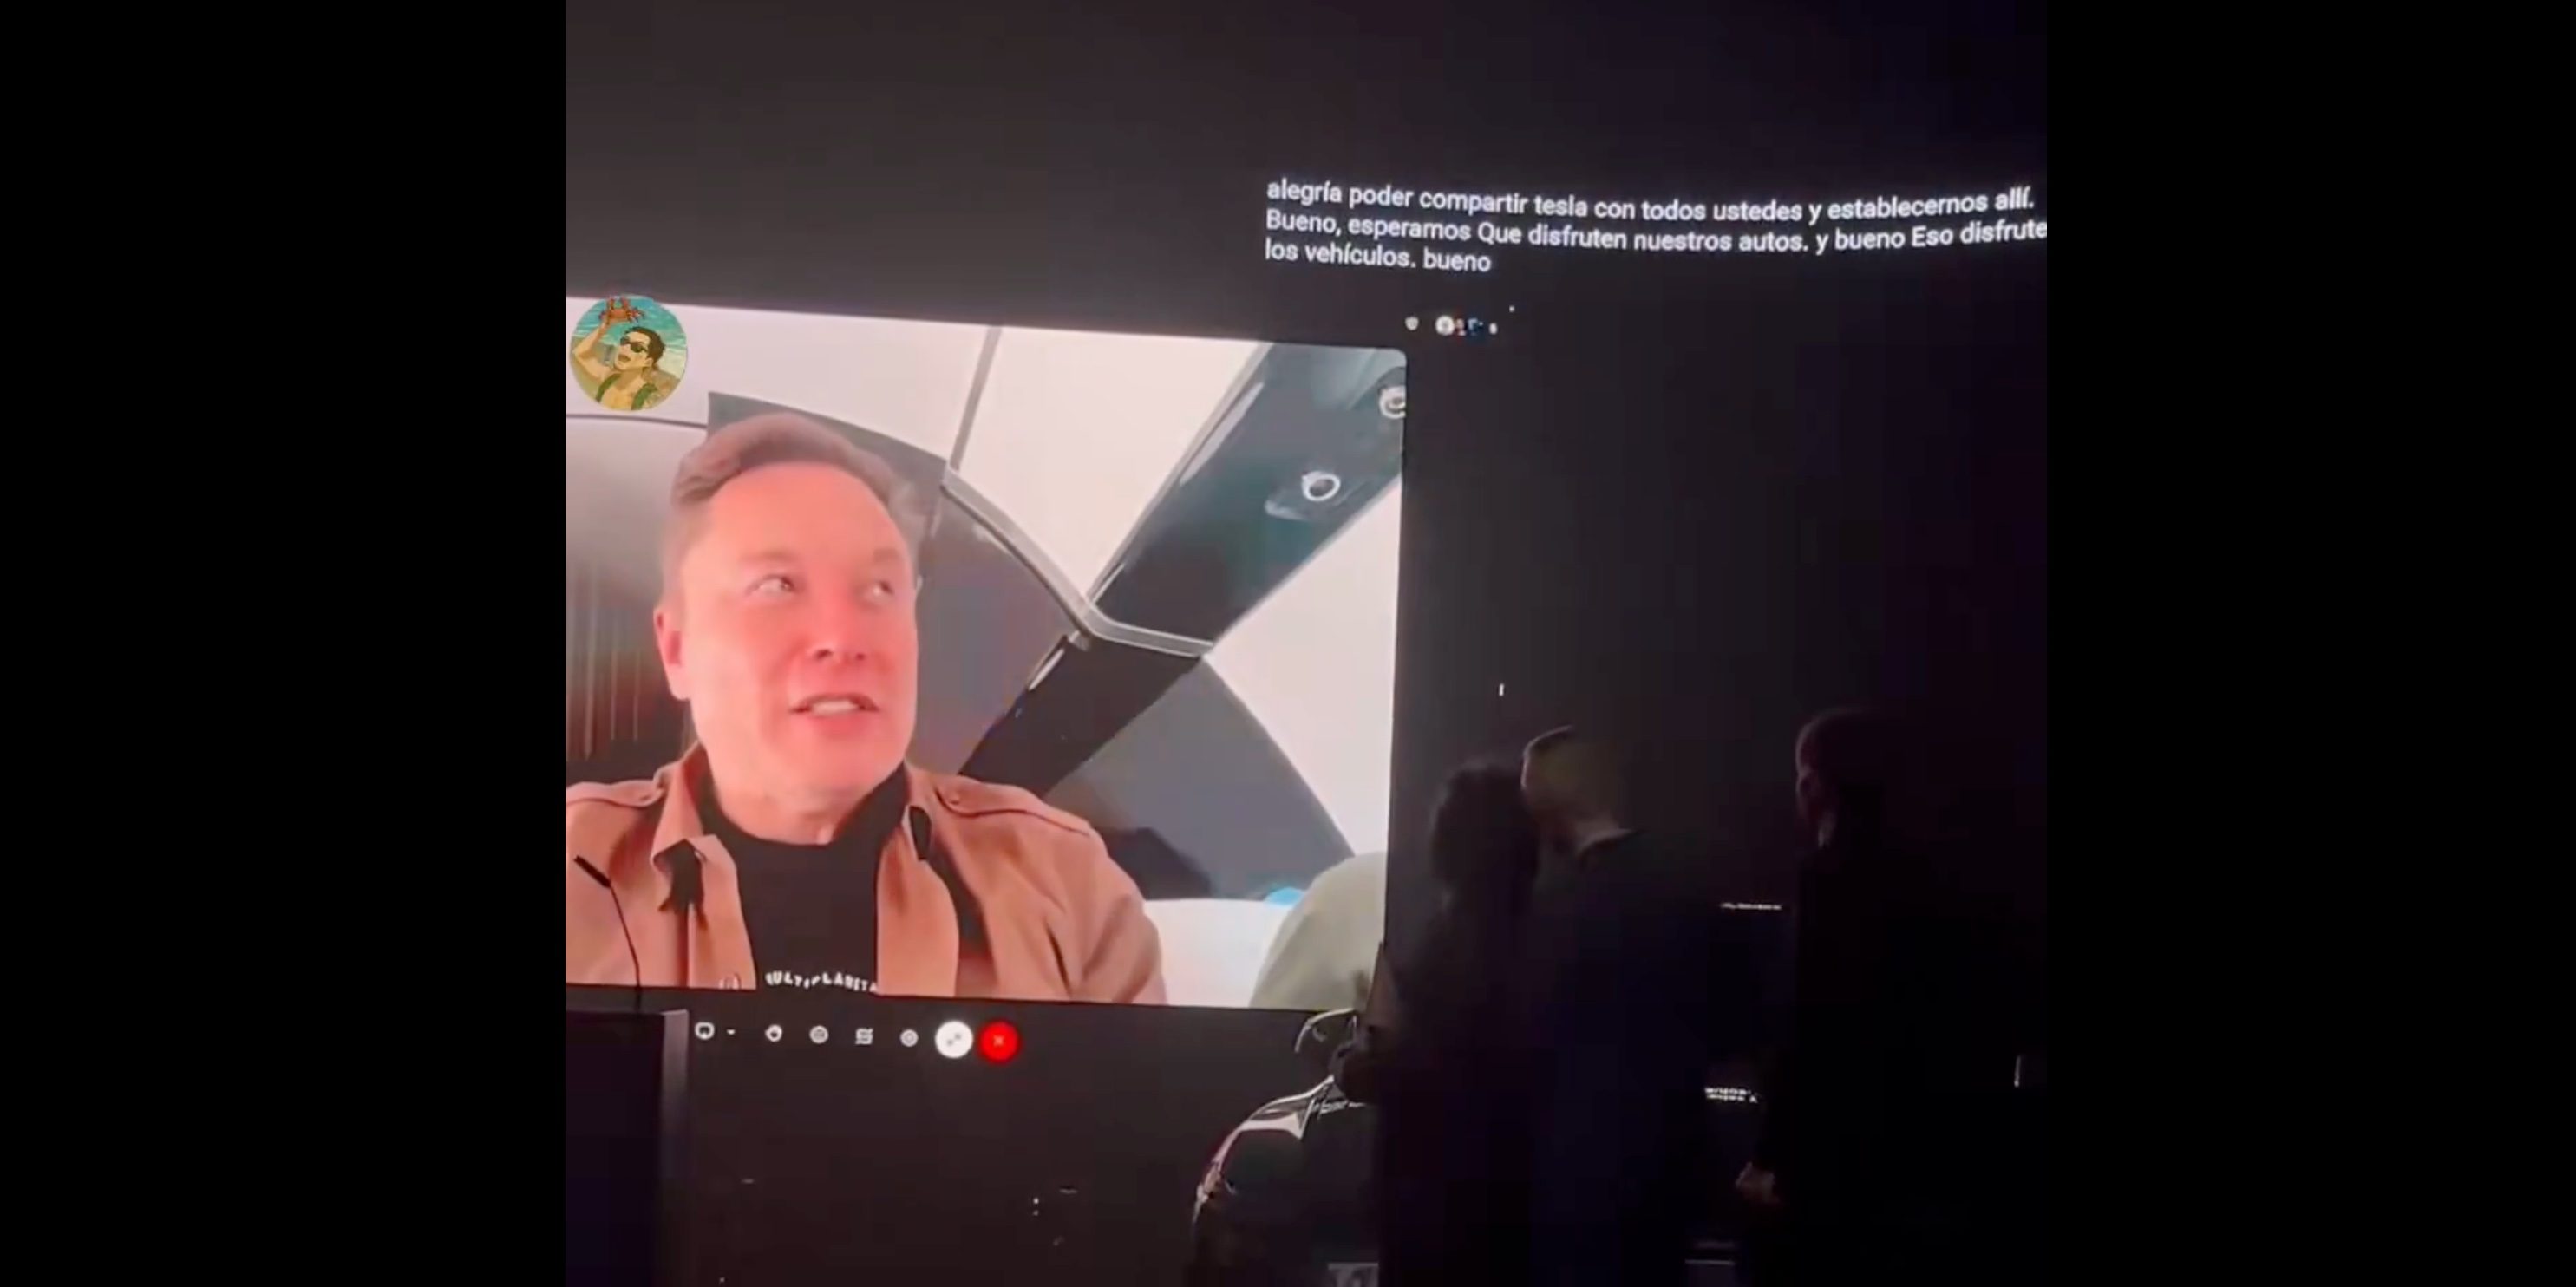 alegría poder compartir tesla con todos ustedes y establecernos allí.
Bueno, esperamos Que disfruten nuestros autos. y bueno Eso disfrute
los vehículos. bueno